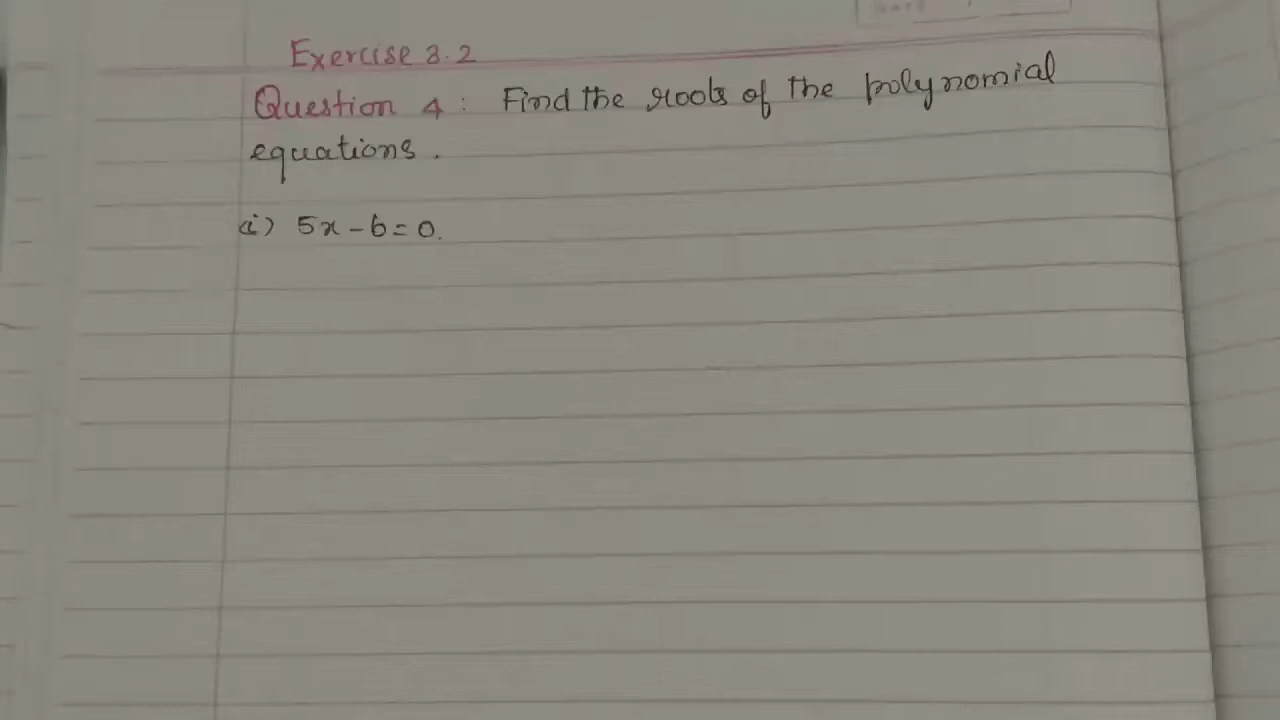 Exercise 3.2
Question 4: Find the roots of the polynomial
equations.
(i) 5x - 6 = 0.